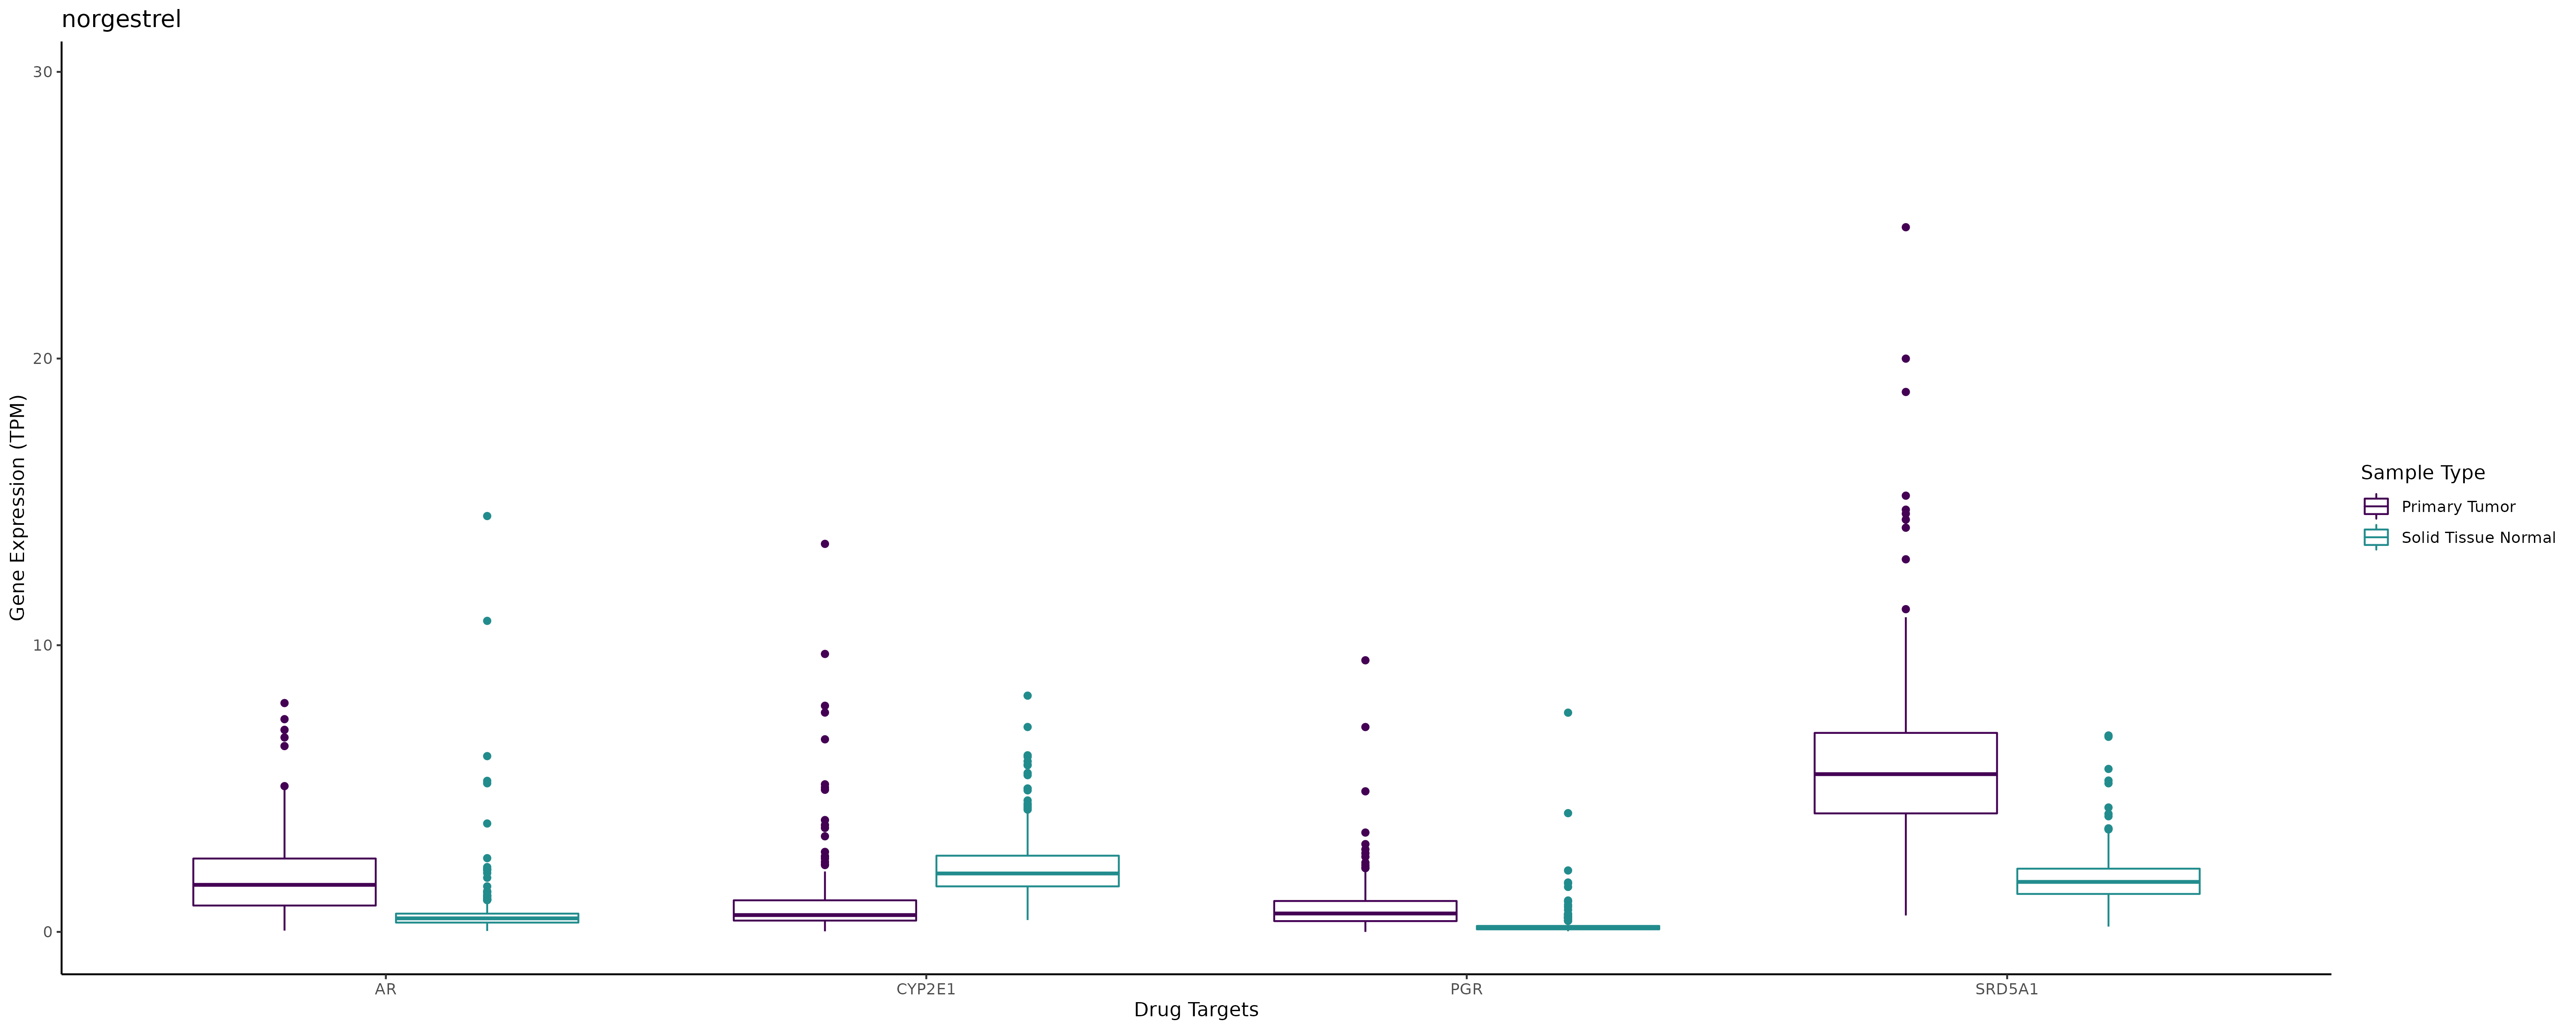 norgestrel
30
20
10
0
Gene Expression (TPM)
AR
CYP2E1
PGR
SRD5A1
Drug Targets
Sample Type
Primary Tumor
Solid Tissue Normal